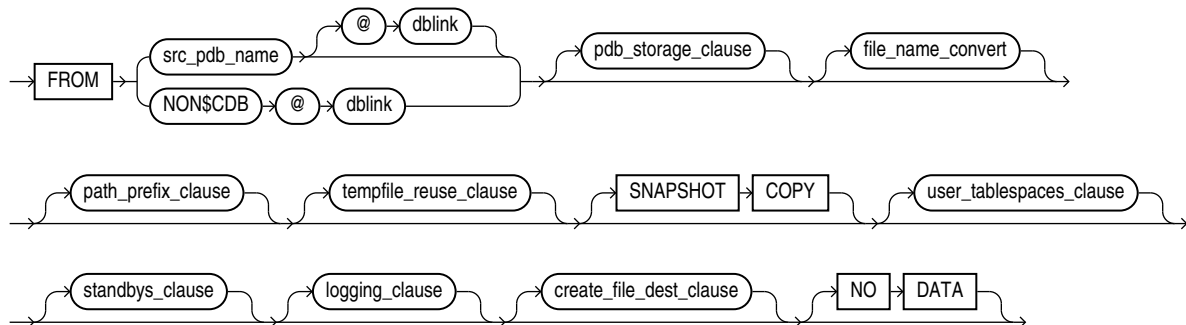 @ dblink
src_pdb_name pdb_storage_clause file_name_convert
FROM
NON$CDB @ dblink
path_prefix_clause tempfile_reuse_clause SNAPSHOT COPY user_tablespaces_clause
standbys_clause logging_clause create_file_dest_clause NO DATA